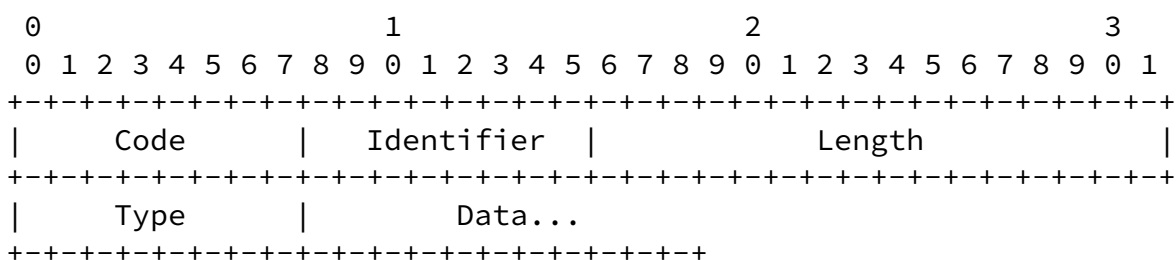 0                   1                   2                   3
 0 1 2 3 4 5 6 7 8 9 0 1 2 3 4 5 6 7 8 9 0 1 2 3 4 5 6 7 8 9 0 1
+-+-+-+-+-+-+-+-+-+-+-+-+-+-+-+-+-+-+-+-+-+-+-+-+-+-+-+-+-+-+-+-+
|     Code      |   Identifier  |            Length             |
+-+-+-+-+-+-+-+-+-+-+-+-+-+-+-+-+-+-+-+-+-+-+-+-+-+-+-+-+-+-+-+-+
|     Type      |        Data...
+-+-+-+-+-+-+-+-+-+-+-+-+-+-+-+-+-+-+-+